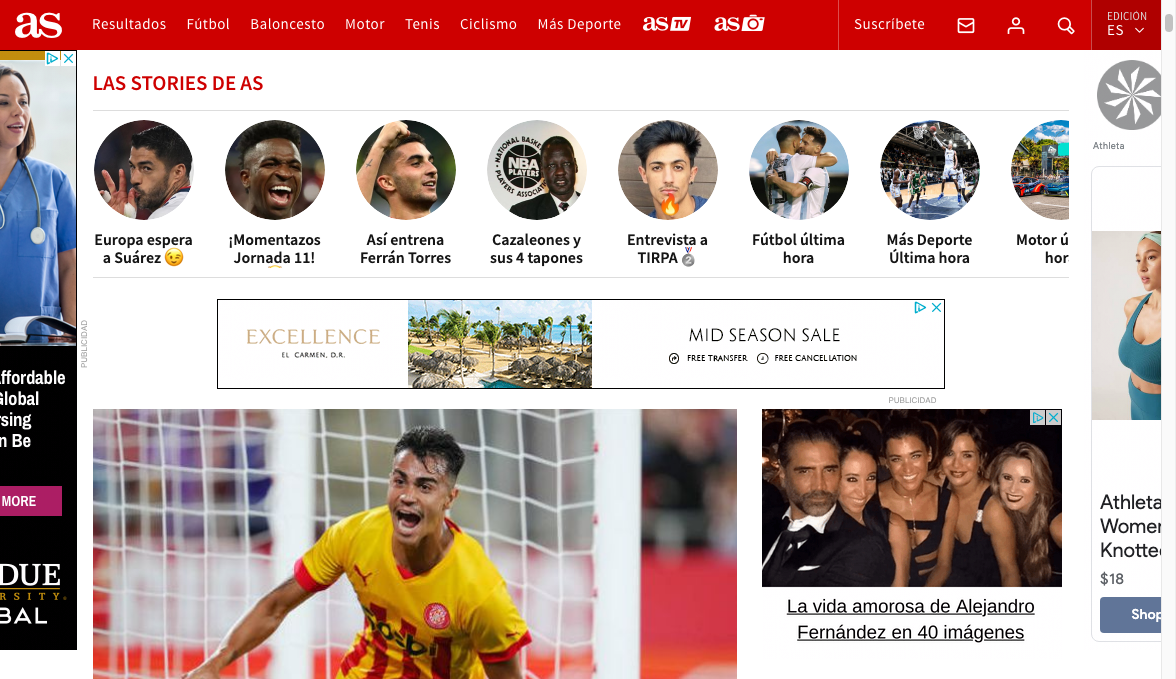 as
Resultados
Fútbol
Baloncesto
Motor
Tenis
Ciclismo
Más Deporte
as TV
as
Suscríbete
EDICIÓN
ES
LAS STORIES DE AS
NATIONAL BASKE
NBA
PLAYERS
PLAYERS ASSOCIA
Europa espera
a Suárez 😉
¡Momentazos
Jornada 11!
Así entrena
Ferrán Torres
Cazaleones y
sus 4 tapones
Entrevista a
TIRPA 🥈
Fútbol última
hora
Más Deporte
Última hora
Motor ú
hor
EXCELLENCE
EL CARMEN, D.R.
MID SEASON SALE
FREE TRANSFER
FREE CANCELLATION
PUBLICIDAD
PUBLICIDAD
ffordable
Global
rsing
n Be
MORE
DUE
RSITY®
BAL
La vida amorosa de Alejandro
Fernández en 40 imágenes
Athleta
Athleta
Women
Knotte
$18
Shop